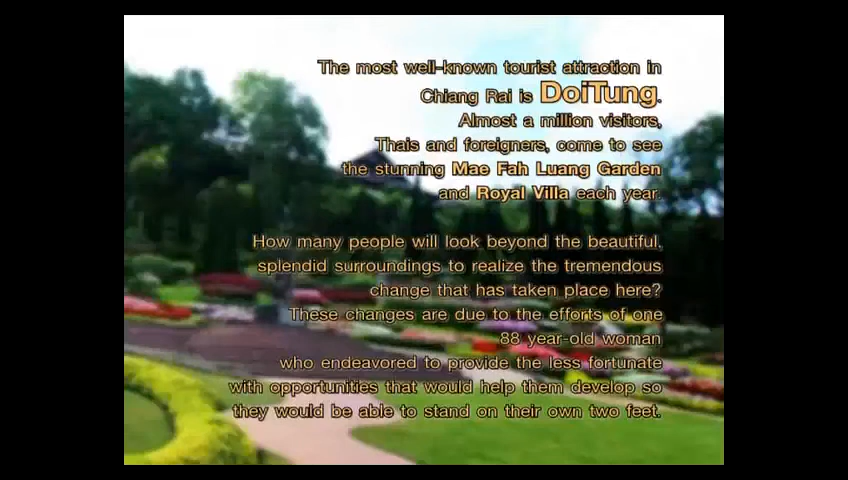 The most well-known tourist attraction in
Chiang Rai is DoiTung.
Almost a million visitors,
Thais and foreigners, come to see
the stunning Mae Fah Luang Garden
and Royal Villa each year.
How many people will look beyond the beautiful,
splendid surroundings to realize the tremendous
change that has taken place here?
These changes are due to the efforts of one
88 year-old woman
who endeavored to provide the less fortunate
with opportunities that would help them develop so
they would be able to stand on their own two feet.